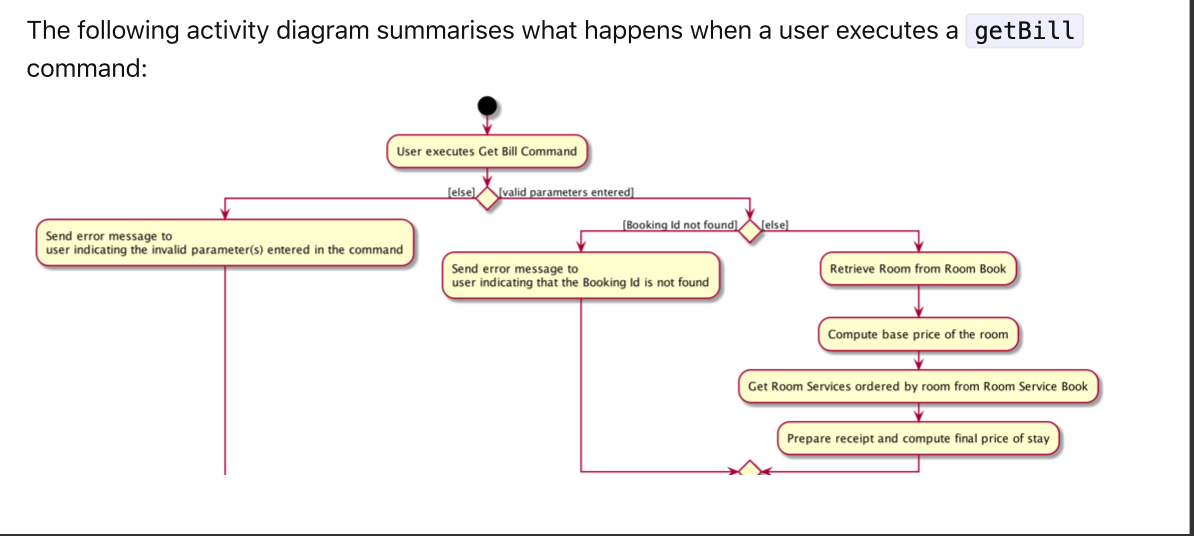 The following activity diagram summarises what happens when a user executes a getBill
command:
User executes Get Bill Command
[else]
[valid parameters entered]
Send error message to
user indicating the invalid parameter(s) entered in the command
[Booking Id not found]
[else]
Send error message to
user indicating that the Booking Id is not found
Retrieve Room from Room Book
Compute base price of the room
Get Room Services ordered by room from Room Service Book
Prepare receipt and compute final price of stay